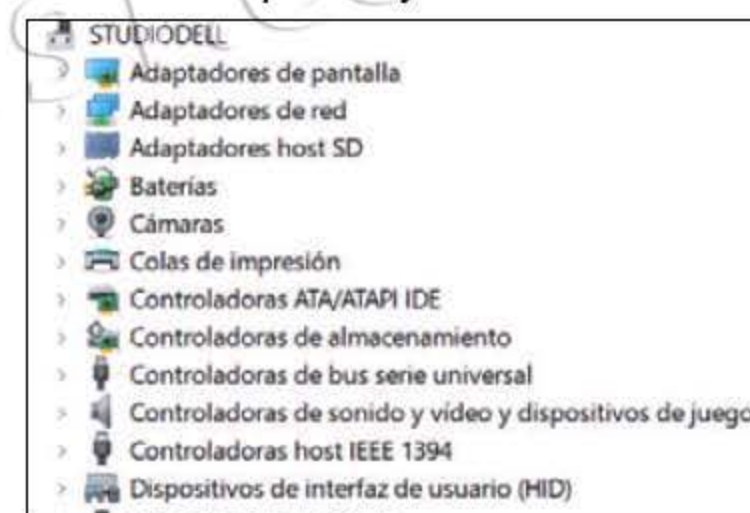 STUDIODELL
Adaptadores de pantalla
Adaptadores de red
Adaptadores host SD
Baterías
Cámaras
Colas de impresión
Controladoras ATA/ATAPI IDE
Controladoras de almacenamiento
Controladoras de bus serie universal
Controladoras de sonido y vídeo y dispositivos de juego
Controladoras host IEEE 1394
Dispositivos de interfaz de usuario (HID)